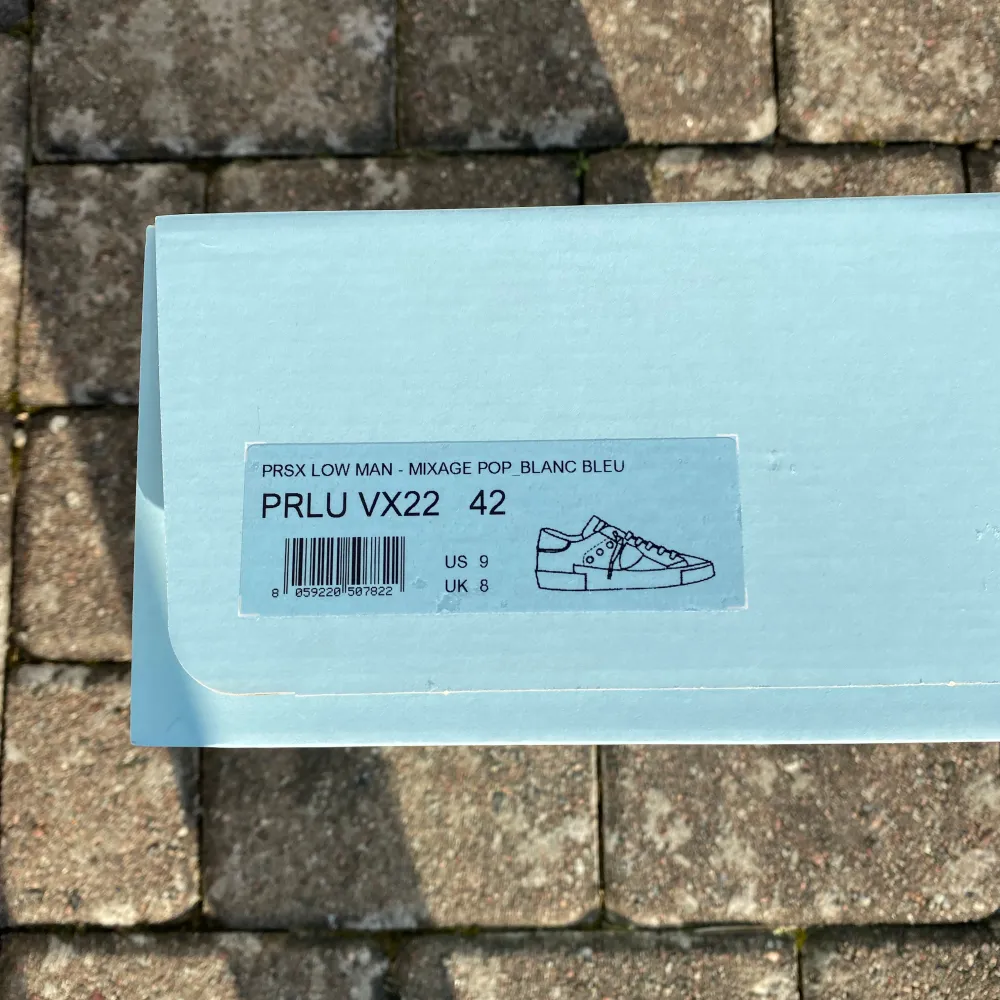 PRSX LOW MAN - MIXAGE POP_BLANC BLEU
PRLU VX22 42
US 9
UK 8
8 059220 507822